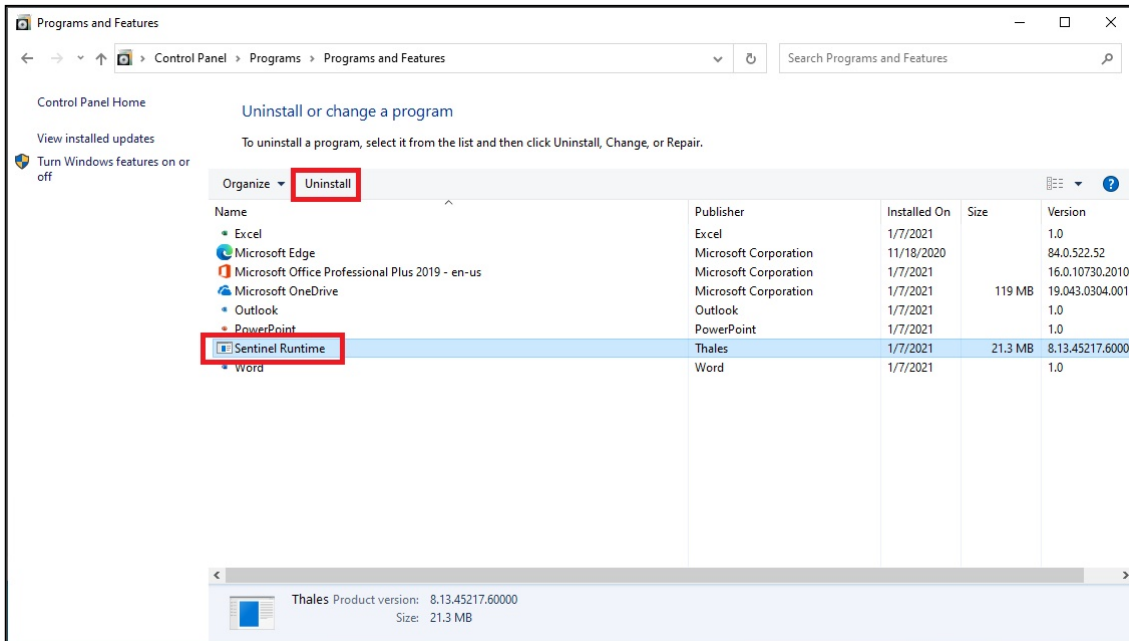 Programs and Features
Control Panel > Programs > Programs and Features
Search Programs and Features
Control Panel Home
View installed updates
Turn Windows features on or
off
Uninstall or change a program
To uninstall a program, select it from the list and then click Uninstall, Change, or Repair.
Organize Uninstall
Name Publisher Installed On Size Version
Excel Excel 1/7/2021 1.0
Microsoft Edge Microsoft Corporation 11/18/2020 84.0.522.52
Microsoft Office Professional Plus 2019 - en-us Microsoft Corporation 1/7/2021 16.0.10730.2010
Microsoft OneDrive Microsoft Corporation 1/7/2021 119 MB 19.043.0304.001
Outlook Outlook 1/7/2021 1.0
PowerPoint PowerPoint 1/7/2021 1.0
Sentinel Runtime Thales 1/7/2021 21.3 MB 8.13.45217.6000
Word Word 1/7/2021 1.0
Thales Product version: 8.13.45217.60000
Size: 21.3 MB